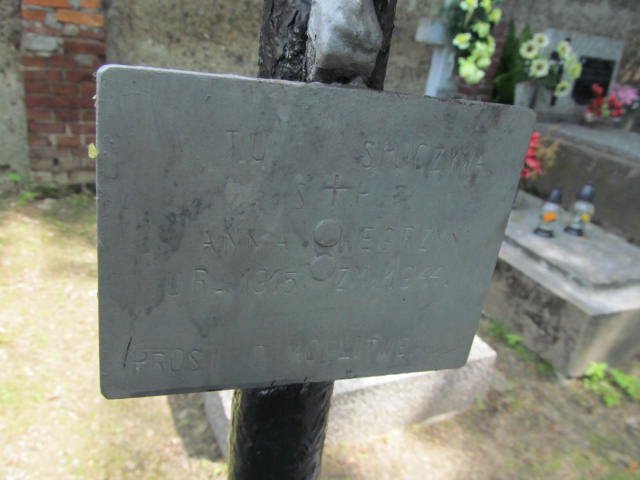 TU SPOCZYWA
S + P
ANNA
UR. 1915. ZM. 1944.
PROSI O MODLITWĘ